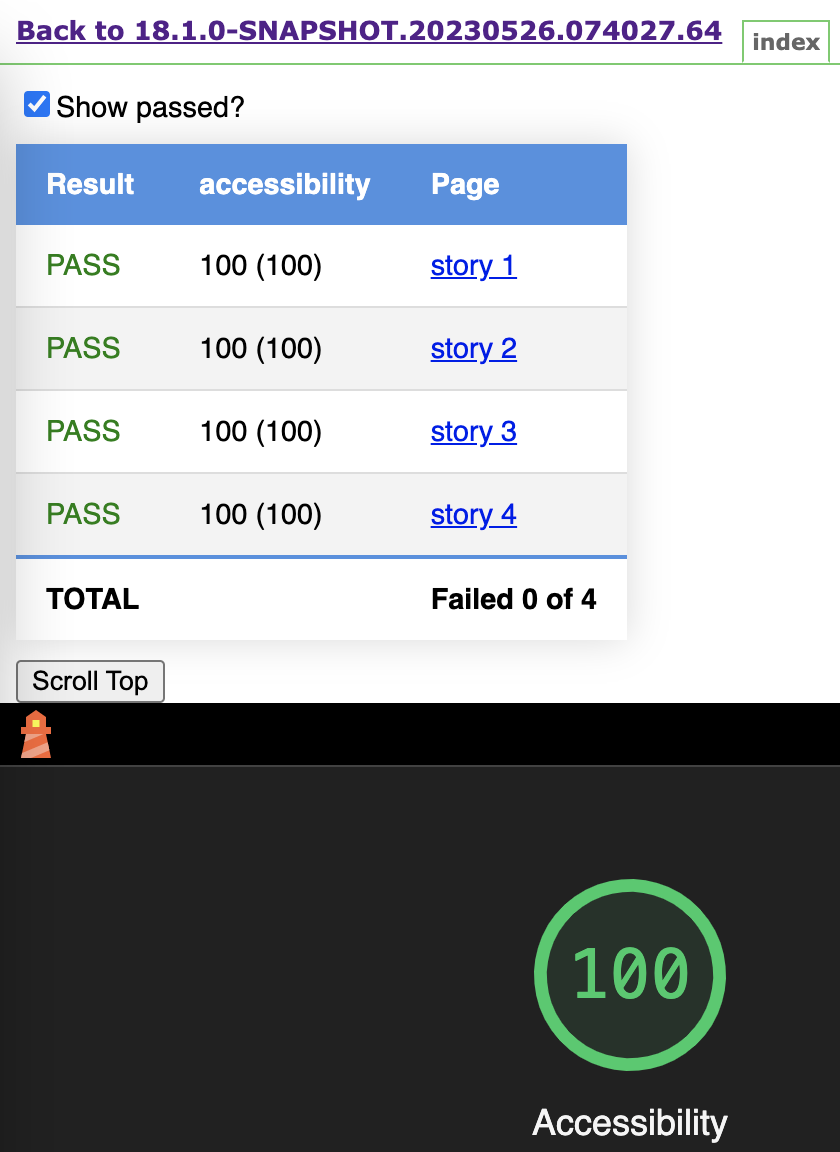 Back to 18.1.0-SNAPSHOT.20230526.074027.64 index
Show passed?
Result accessibility Page
PASS 100 (100) story 1
PASS 100 (100) story 2
PASS 100 (100) story 3
PASS 100 (100) story 4
TOTAL Failed 0 of 4
Scroll Top
100
Accessibility